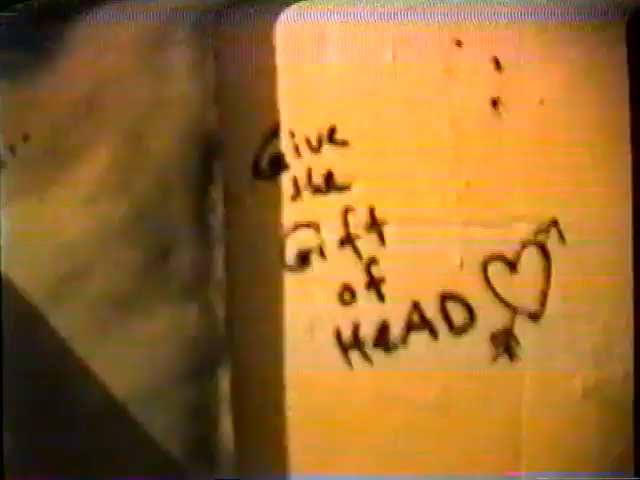 Give
the
Gift
of
HeAD